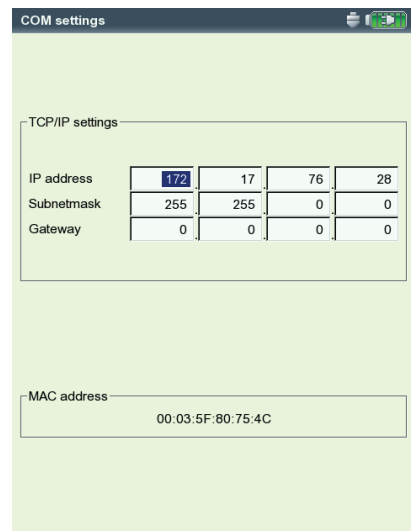 COM settings
TCP/IP settings
IP address 172 . 17 . 76 . 28
Subnetmask 255 . 255 . 0 . 0
Gateway 0 . 0 . 0 . 0
MAC address
00:03:5F:80:75:4C